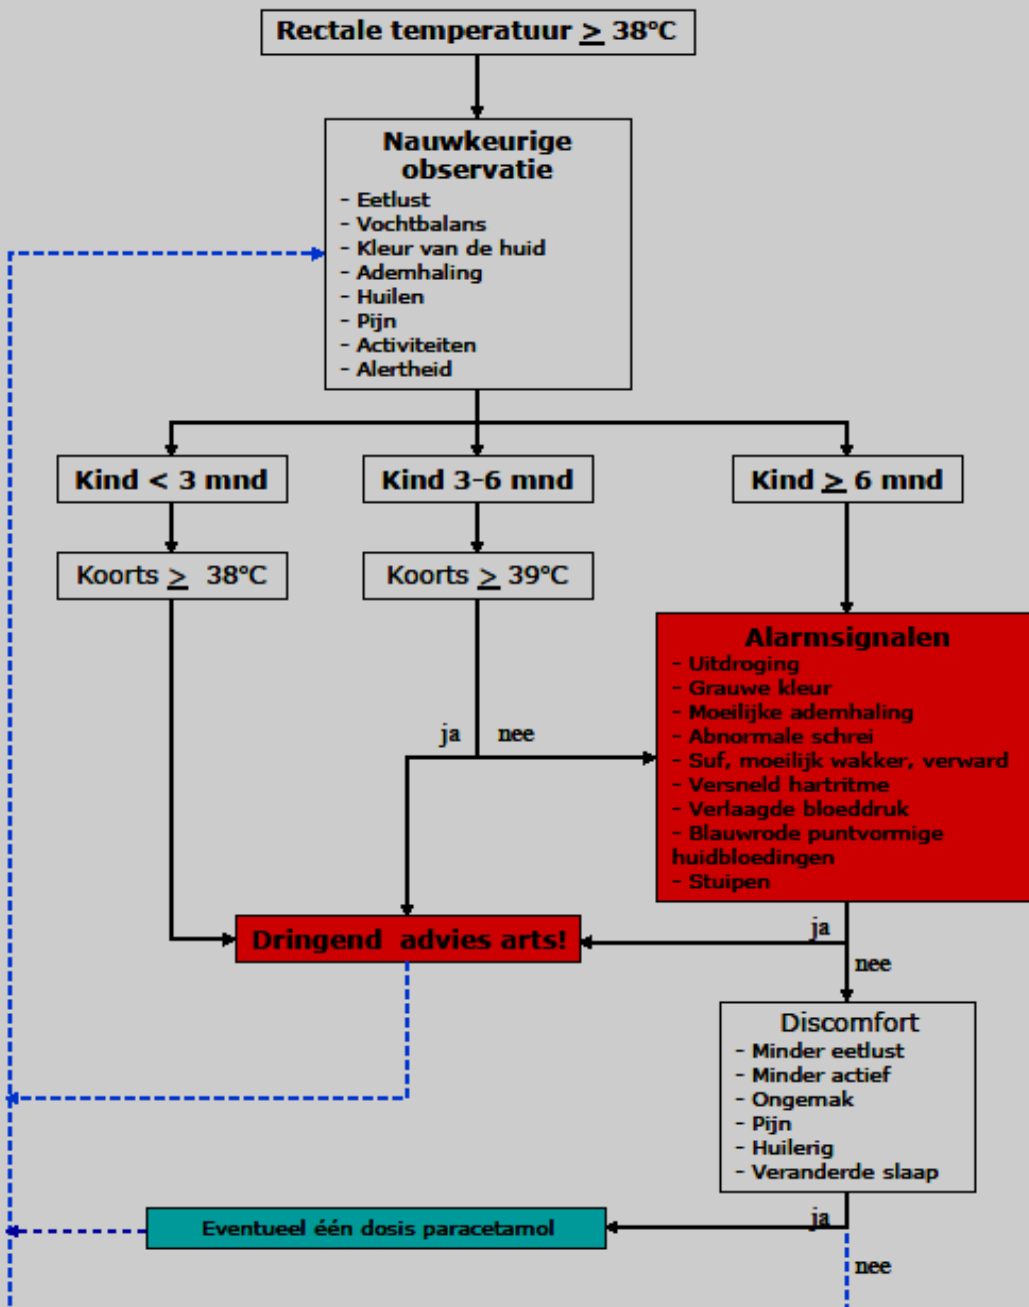 Rectale temperatuur ≥ 38°C
Nauwkeurige
observatie
- Eetlust
- Vochtbalans
- Kleur van de huid
- Ademhaling
- Huilen
- Pijn
- Activiteiten
- Alertheid
Kind < 3 mnd
Kind 3-6 mnd
Kind ≥ 6 mnd
Koorts ≥ 38°C
Koorts ≥ 39°C
Alarmsignalen
- Uitdroging
- Grauwe kleur
- Moeilijke ademhaling
- Abnormale schrei
- Suf, moeilijk wakker, verward
- Versneld hartritme
- Verlaagde bloeddruk
- Blauwrode puntvormige
huidbloedingen
- Stuipen
ja nee
Dringend advies arts!
ja
nee
Discomfort
- Minder eetlust
- Minder actief
- Ongemak
- Pijn
- Huilerig
- Veranderde slaap
Eventueel één dosis paracetamol
ja
nee